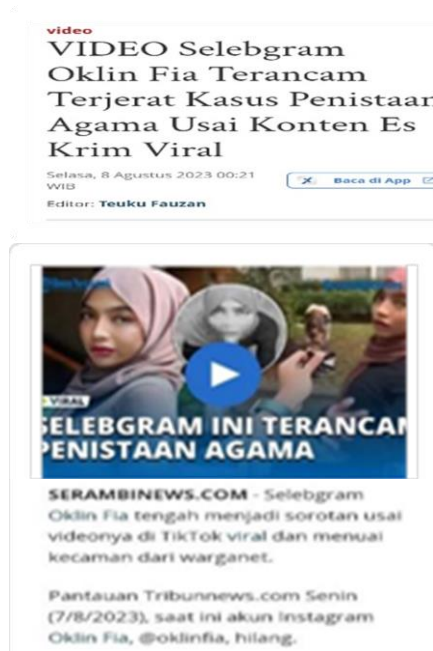 video
VIDEO Selebgram
Oklin Fia Terancam
Terjerat Kasus Penistaan
Agama Usai Konten Es
Krim Viral
Selasa, 8 Agustus 2023 00:21
WIB
Baca di App
Editor: Teuku Fauzan
VIRAL
SELEBGRAM INI TERANCAM
PENISTAAN AGAMA
SERAMBINEWS.COM - Selebgram
Oklin Fia tengah menjadi sorotan usai
videonya di TikTok viral dan menuai
kecaman dari warganet.
Pantauan Tribunnews.com Senin
(7/8/2023), saat ini akun Instagram
Oklin Fia, @oklinfia, hilang.